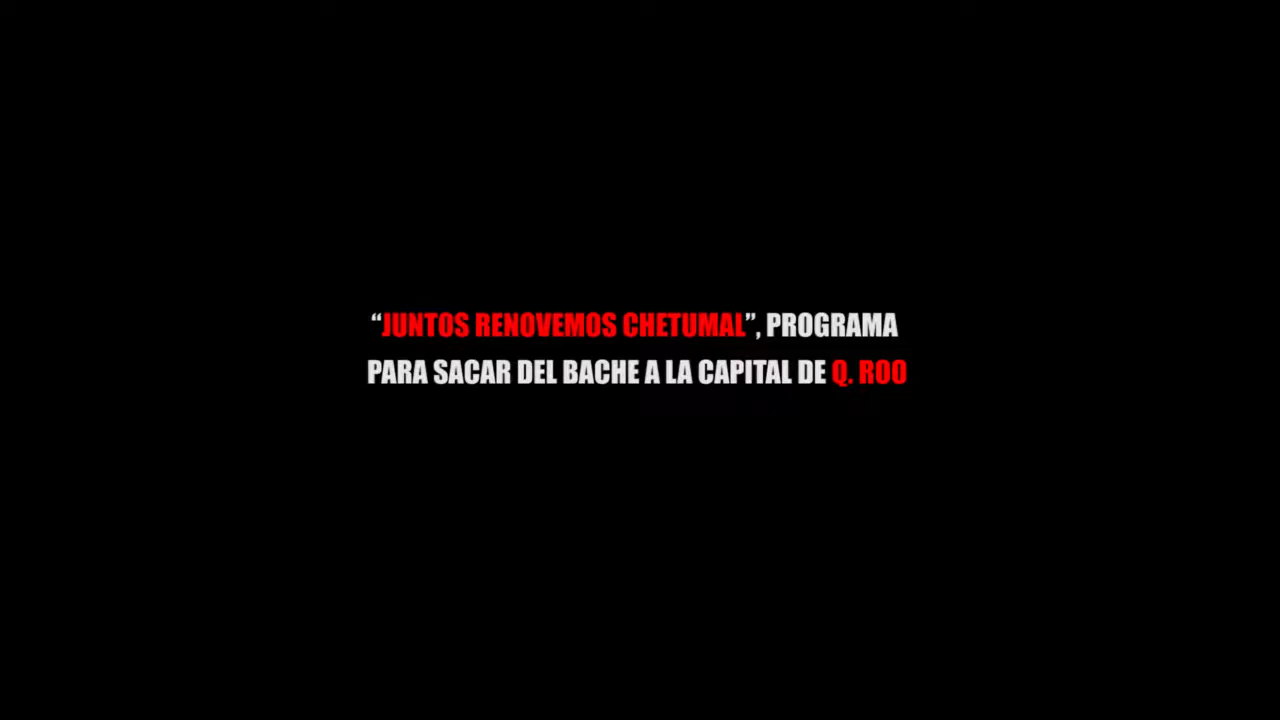 “JUNTOS RENOVEMOS CHETUMAL”, PROGRAMA
PARA SACAR DEL BACHE A LA CAPITAL DE Q. ROO